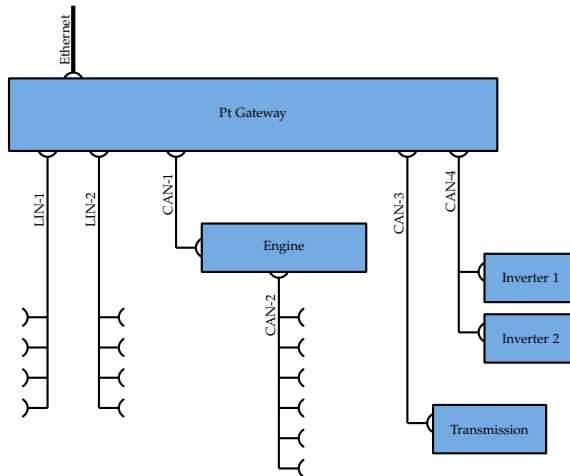 Ethernet
Pt Gateway
LIN-1
LIN-2
CAN-1
CAN-3
CAN-4
Engine
CAN-2
Inverter 1
Inverter 2
Transmission